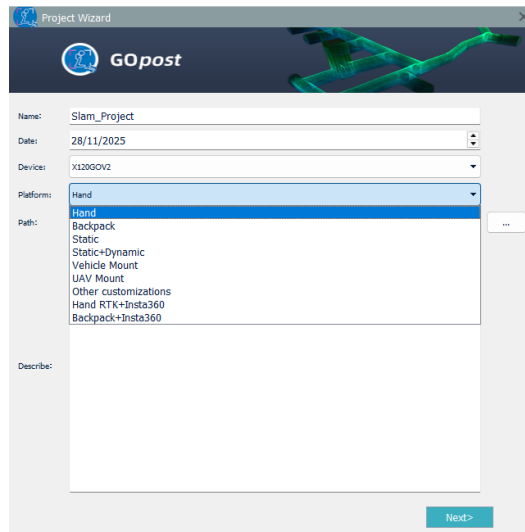 Project Wizard
GOpost
Name: Slam_Project
Date: 28/11/2025
Device: X120GOV2
Platform: Hand
Hand
Path: ...
Backpack
Static
Static+Dynamic
Vehicle Mount
UAV Mount
Other customizations
Hand RTK+Insta360
Backpack+Insta360
Describe:
Next>